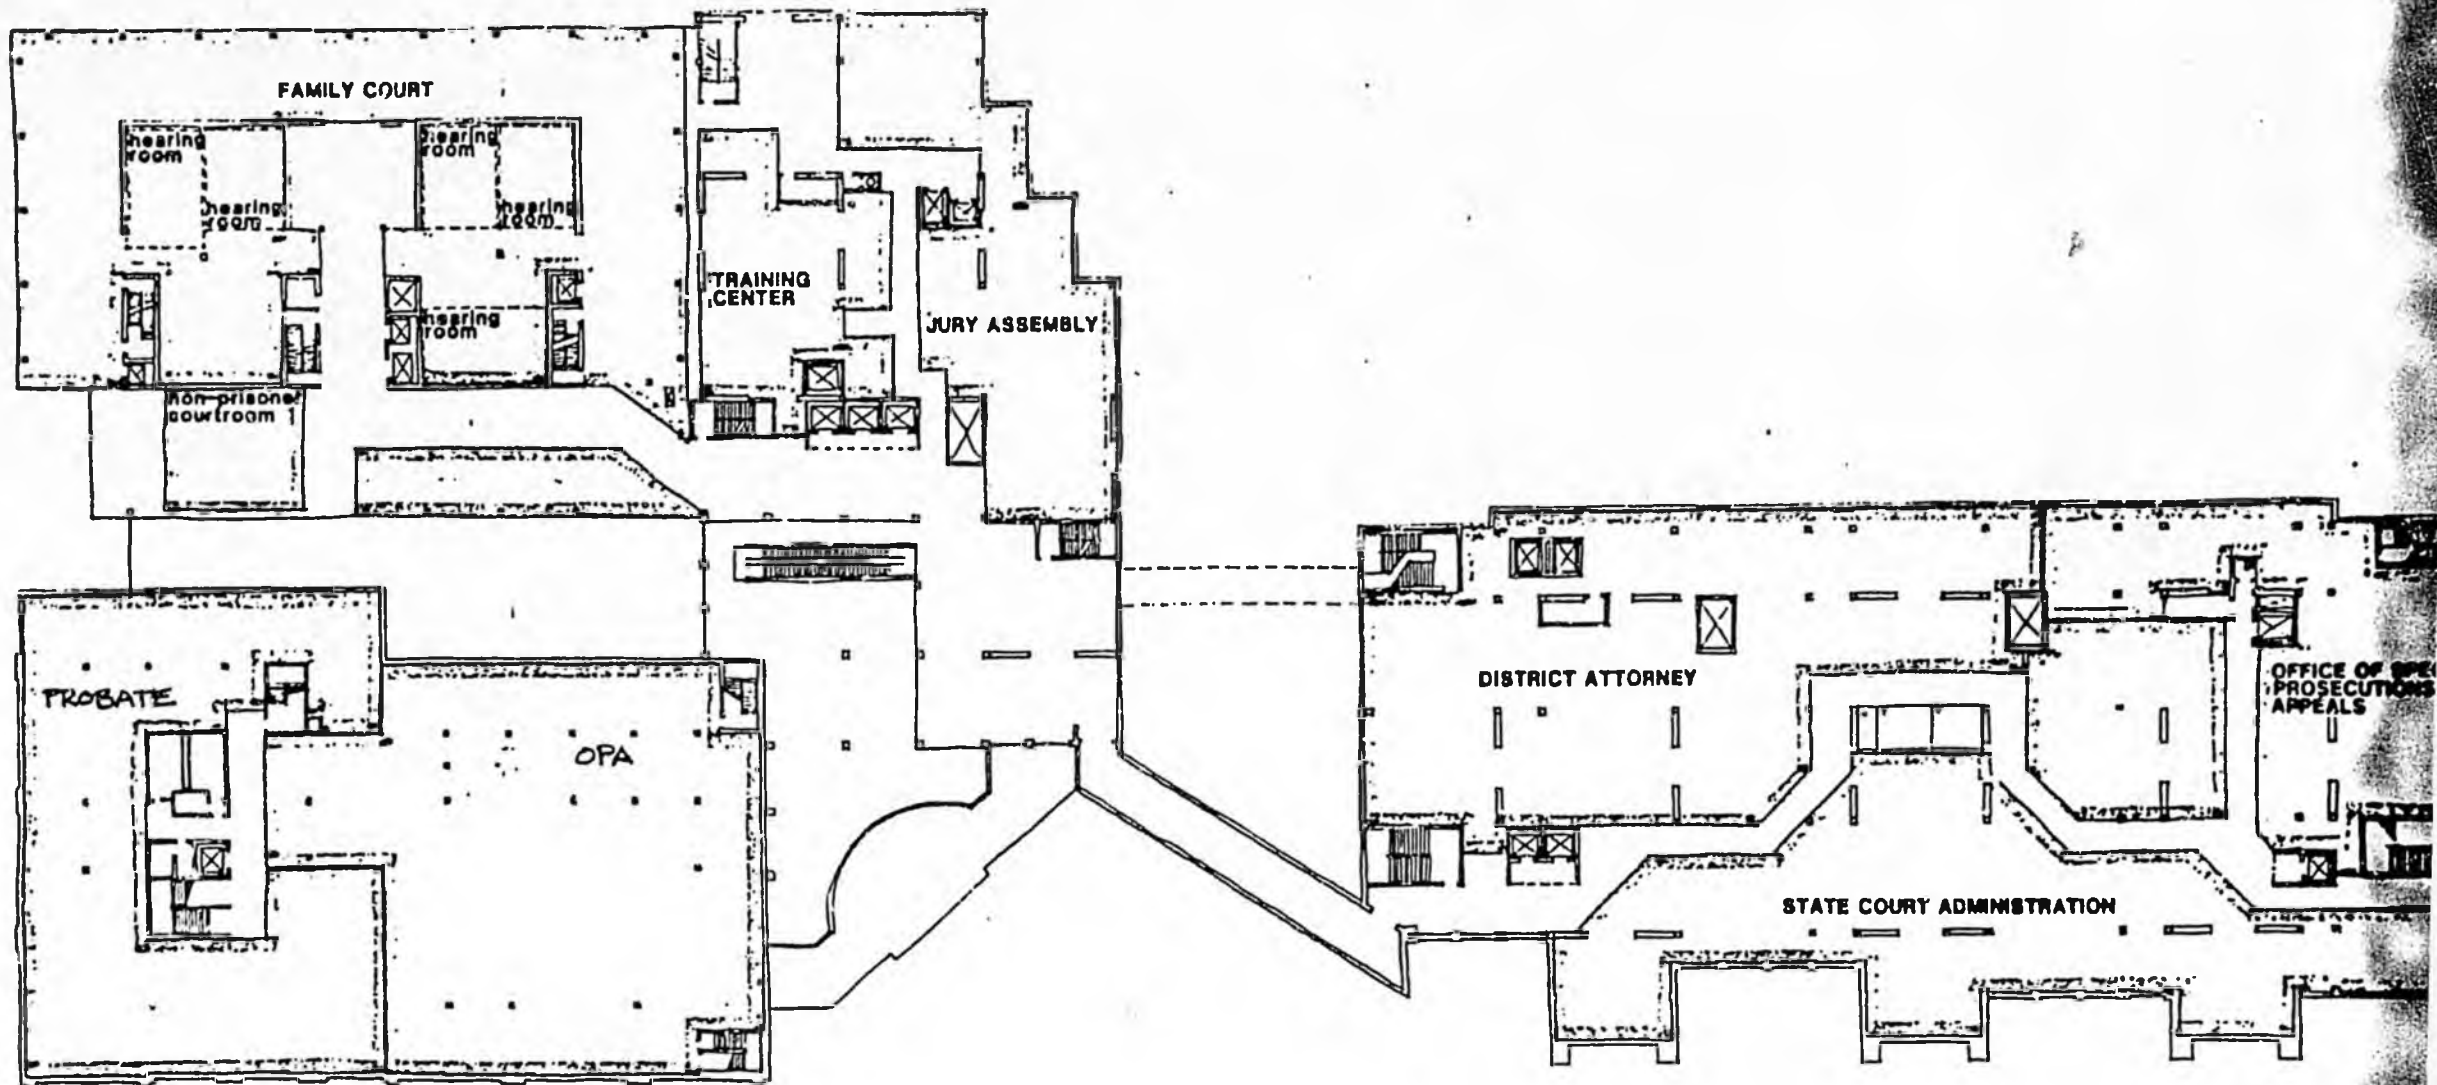 FAMILY COURT
hearing
room
hearing
room
hearing
room
hearing
room
TRAINING
CENTER
hearing
room
JURY ASSEMBLY
non-prisoner
courtroom 1
DISTRICT ATTORNEY
OFFICE OF SPE
PROSECUTIONS
APPEALS
PROBATE
OPA
STATE COURT ADMINISTRATION